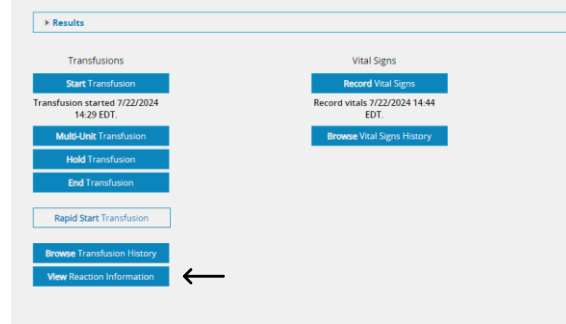 Results
Transfusions
Start Transfusion
Transfusion started 7/22/2024
14:29 EDT.
Multi-Unit Transfusion
Hold Transfusion
End Transfusion
Rapid Start Transfusion
Browse Transfusion History
View Reaction Information
Vital Signs
Record Vital Signs
Record vitals 7/22/2024 14:44
EDT.
Browse Vital Signs History